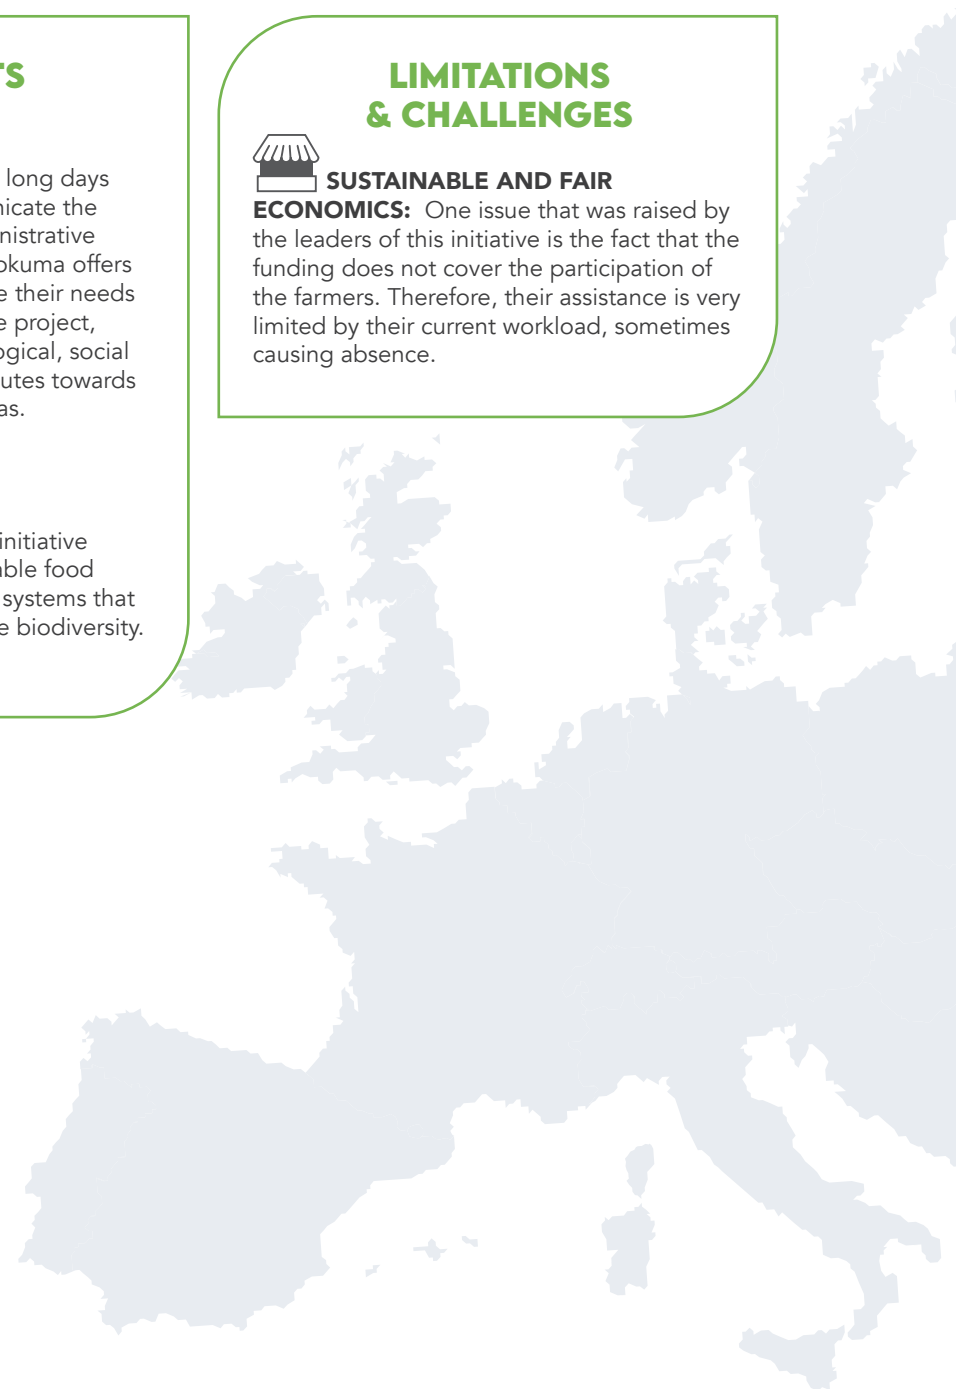 TS
long days
nicate the
nistrative
okuma offers
e their needs
e project,
ogical, social
utes towards
as.
initiative
able food
systems that
e biodiversity.
LIMITATIONS
& CHALLENGES
SUSTAINABLE AND FAIR
ECONOMICS: One issue that was raised by
the leaders of this initiative is the fact that the
funding does not cover the participation of
the farmers. Therefore, their assistance is very
limited by their current workload, sometimes
causing absence.